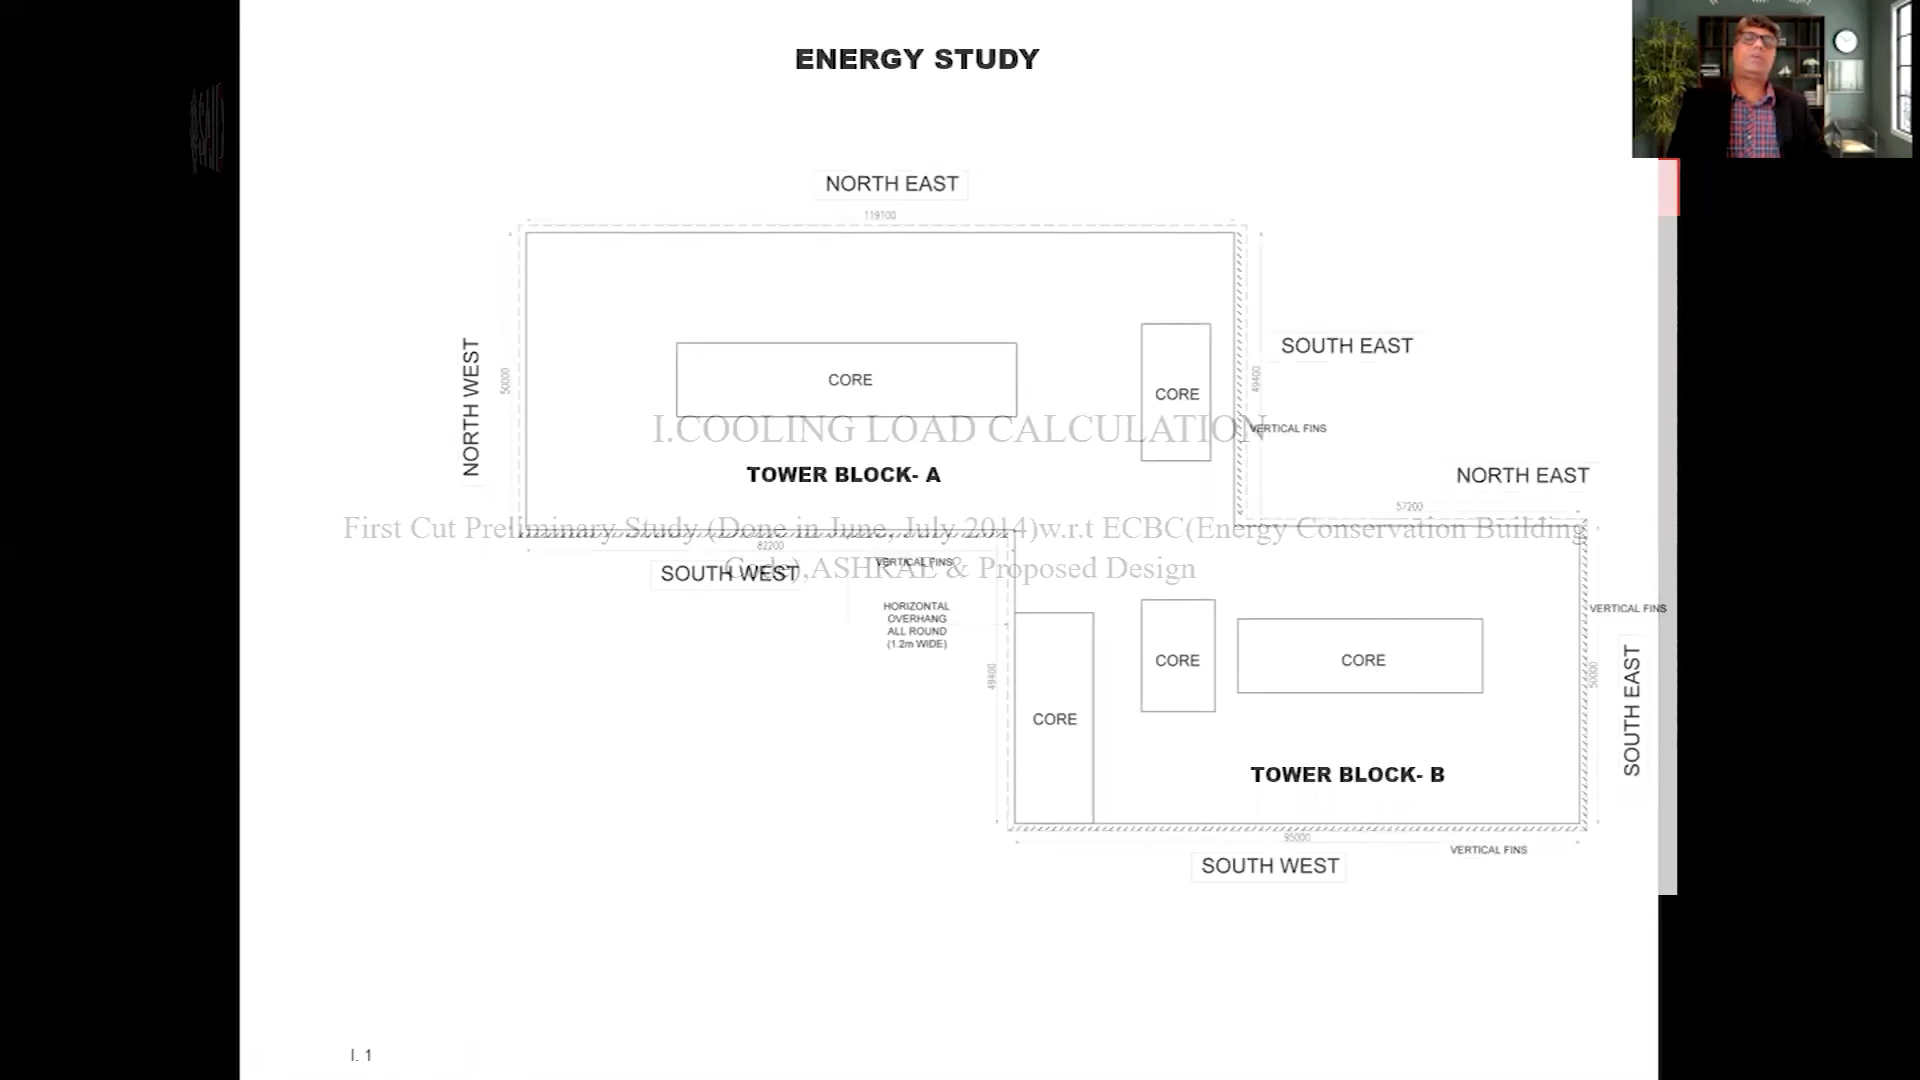 ENERGY STUDY
NORTH EAST
119100
NORTH WEST
50000
CORE
CORE
49400
SOUTH EAST
VERTICAL FINS
I.COOLING LOAD CALCULATION
TOWER BLOCK- A
NORTH EAST
57200
First Cut Preliminary Study (Done in June, July 2014)w.r.t ECBC(Energy Conservation Building
Code),ASHRAE & Proposed Design
82200
SOUTH WEST
VERTICAL FINS
HORIZONTAL
OVERHANG
ALL ROUND
(1.2m WIDE)
49400
CORE
CORE
CORE
VERTICAL FINS
50000
SOUTH EAST
TOWER BLOCK- B
95000
VERTICAL FINS
SOUTH WEST
I. 1